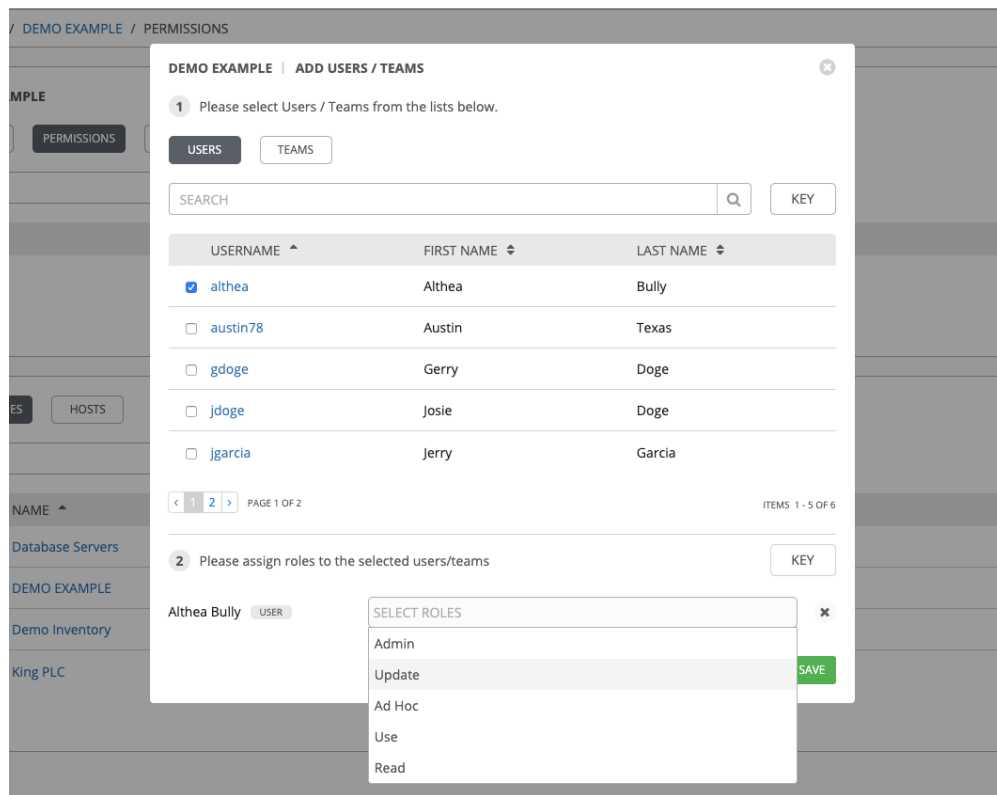 / DEMO EXAMPLE / PERMISSIONS
DEMO EXAMPLE | ADD USERS / TEAMS
1 Please select Users / Teams from the lists below.
PERMISSIONS
USERS TEAMS
SEARCH KEY
USERNAME FIRST NAME LAST NAME
althea Althea Bully
austin78 Austin Texas
gdoge Gerry Doge
jdoge Josie Doge
HOSTS
jgarcia Jerry Garcia
< 1 2 > PAGE 1 OF 2 ITEMS 1 - 5 OF 6
NAME
Database Servers
2 Please assign roles to the selected users/teams KEY
DEMO EXAMPLE
Althea Bully USER SELECT ROLES
Demo Inventory
Admin
King PLC
Update SAVE
Ad Hoc
Use
Read